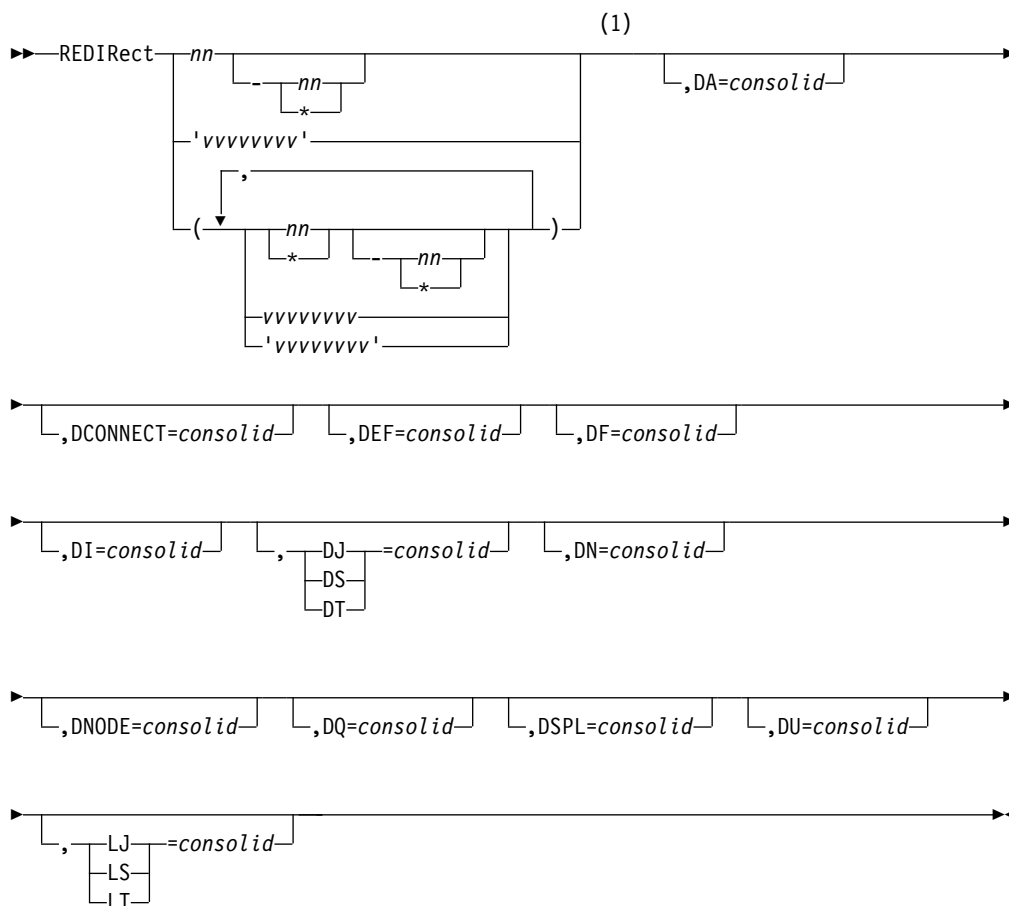 (1)
REDIRect nn ,DA=consolid
- nn
*
'vvvvvvvv'
,
( nn )
* - nn
*
vvvvvvvv
'vvvvvvvv'
,DCONNECT=consolid ,DEF=consolid ,DF=consolid
,DI=consolid , DJ =consolid ,DN=consolid
DS
DT
,DNODE=consolid ,DQ=consolid ,DSPL=consolid ,DU=consolid
, LJ =consolid
LS
LT